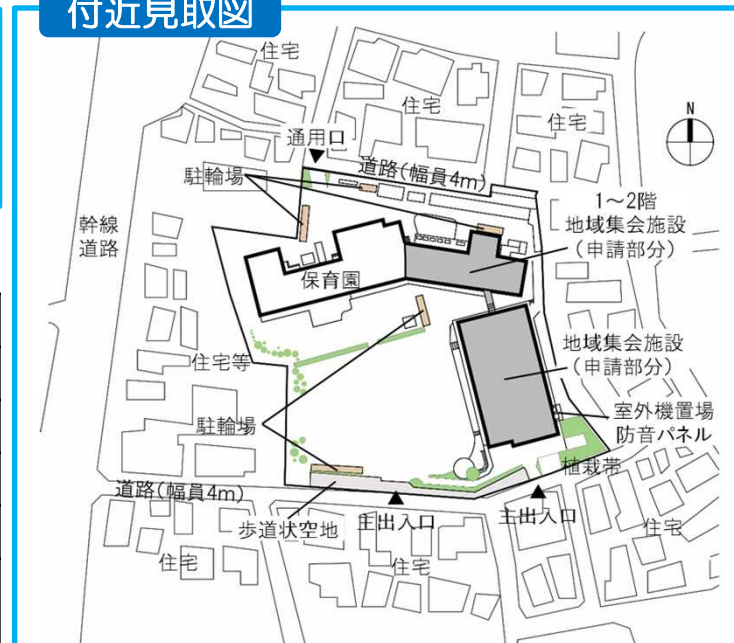 付近見取図
住宅
住宅
住宅
N
通用口
道路(幅員4m)
駐輪場
1~2階
地域集会施設
(申請部分)
幹線
道路
保育園
地域集会施設
(申請部分)
住宅等
室外機置場
防音パネル
駐輪場
植栽帯
道路(幅員4m)
歩道状空地
主出入口
主出入口
住宅
住宅
住宅